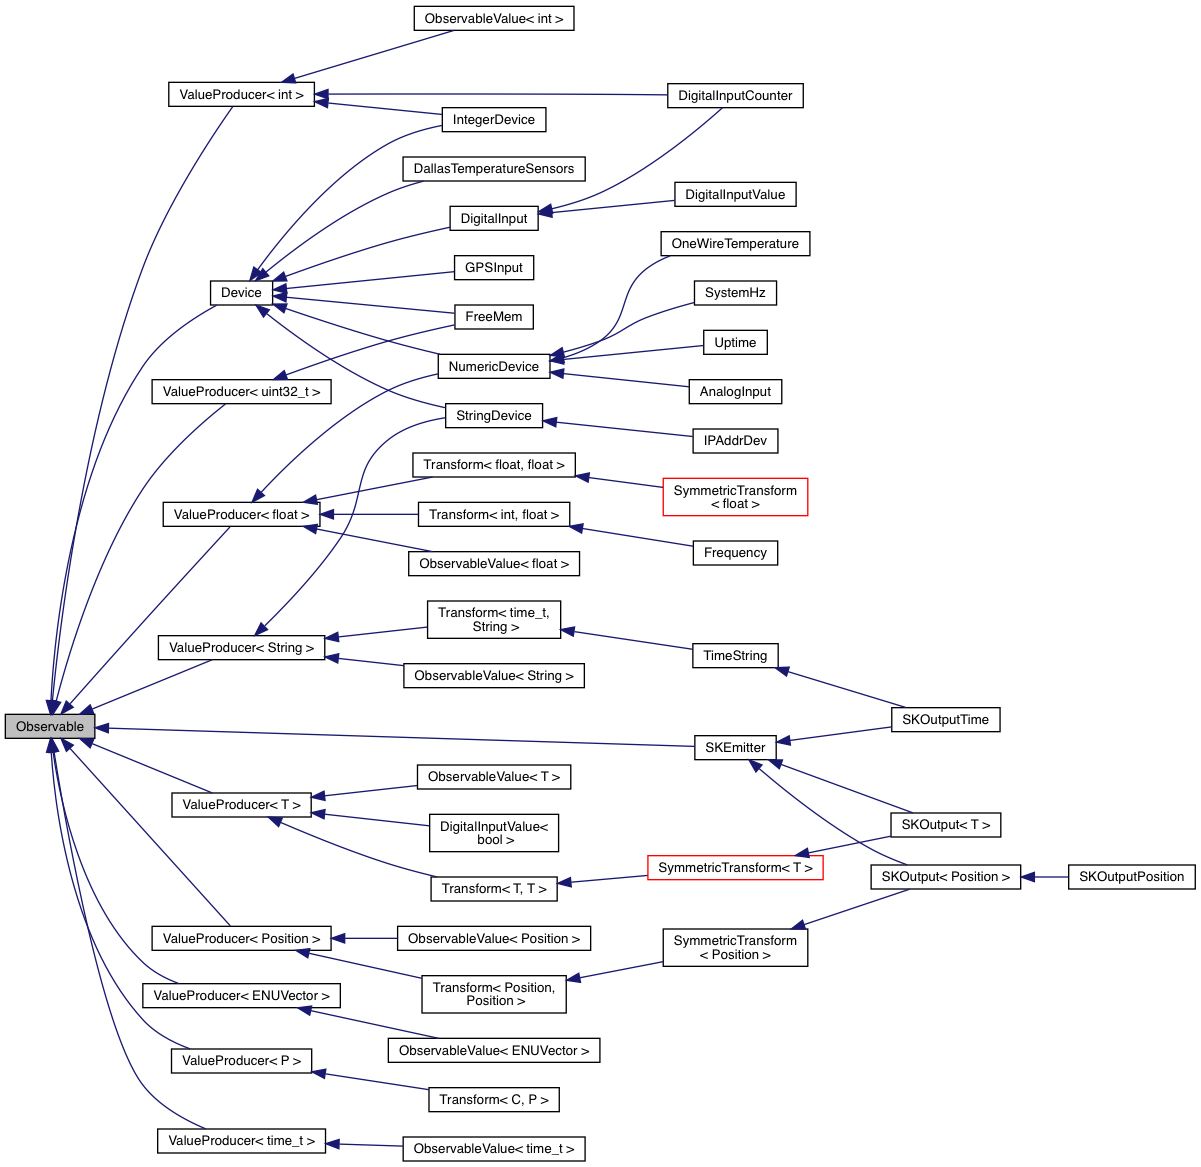 ObservableValue< int >
ValueProducer< int >
DigitalInputCounter
IntegerDevice
DallasTemperatureSensors
DigitalInputValue
DigitalInput
OneWireTemperature
GPSInput
Device
SystemHz
FreeMem
Uptime
NumericDevice
ValueProducer< uint32_t >
AnalogInput
StringDevice
IPAddrDev
Transform< float, float >
SymmetricTransform
< float >
ValueProducer< float >
Transform< int, float >
Frequency
ObservableValue< float >
Transform< time_t,
String >
ValueProducer< String >
TimeString
ObservableValue< String >
SKOutputTime
Observable
SKEmitter
ObservableValue< T >
ValueProducer< T >
DigitalInputValue<
bool >
SKOutput< T >
SymmetricTransform< T >
SKOutput< Position >
SKOutputPosition
Transform< T, T >
ValueProducer< Position >
ObservableValue< Position >
SymmetricTransform
< Position >
Transform< Position,
Position >
ValueProducer< ENUVector >
ObservableValue< ENUVector >
ValueProducer< P >
Transform< C, P >
ValueProducer< time_t >
ObservableValue< time_t >